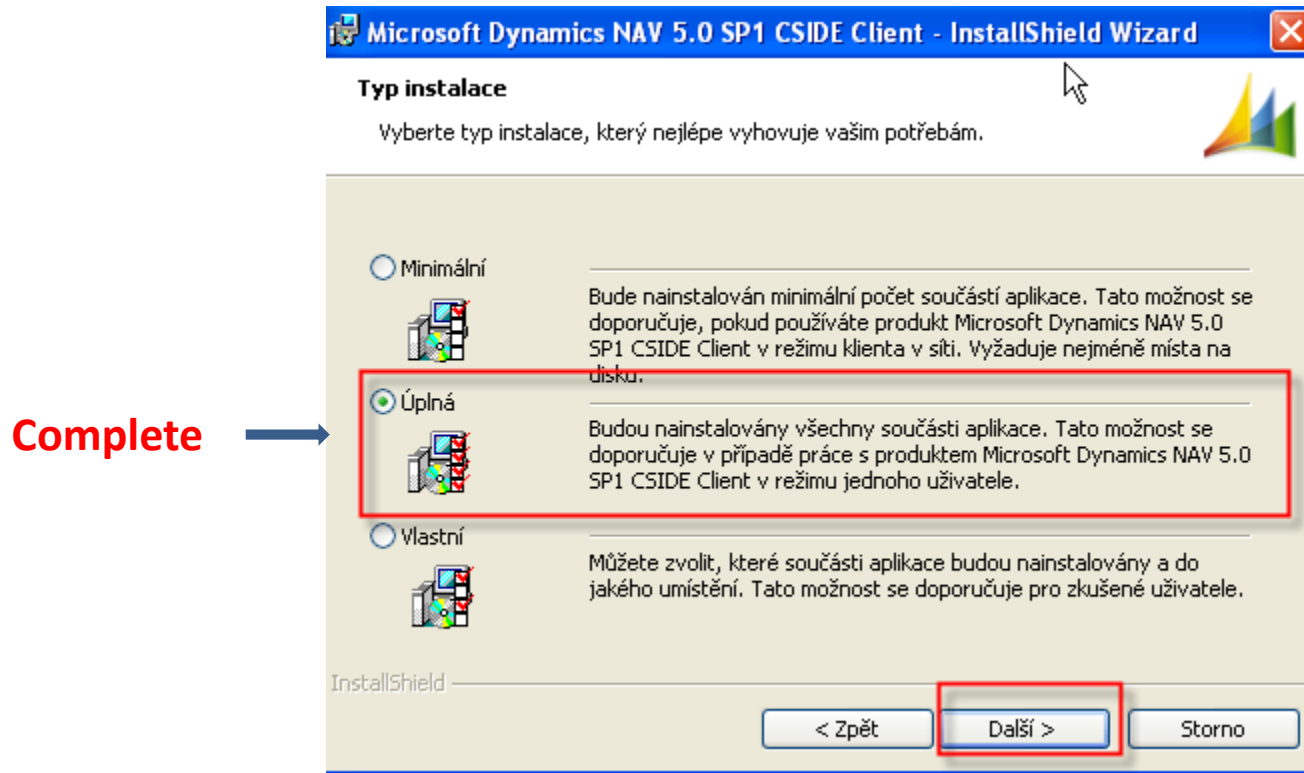 Microsoft Dynamics NAV 5.0 SP1 CSIDE Client - InstallShield Wizard
Typ instalace
Vyberte typ instalace, který nejlépe vyhovuje vašim potřebám.
Minimální
Bude nainstalován minimální počet součástí aplikace. Tato možnost se
doporučuje, pokud používáte produkt Microsoft Dynamics NAV 5.0
SP1 CSIDE Client v režimu klienta v síti. Vyžaduje nejméně místa na
disku.
Complete
Úplná
Budou nainstalovány všechny součásti aplikace. Tato možnost se
doporučuje v případě práce s produktem Microsoft Dynamics NAV 5.0
SP1 CSIDE Client v režimu jednoho uživatele.
Vlastní
Můžete zvolit, které součásti aplikace budou nainstalovány a do
jakého umístění. Tato možnost se doporučuje pro zkušené uživatele.
InstallShield
< Zpět Další > Storno